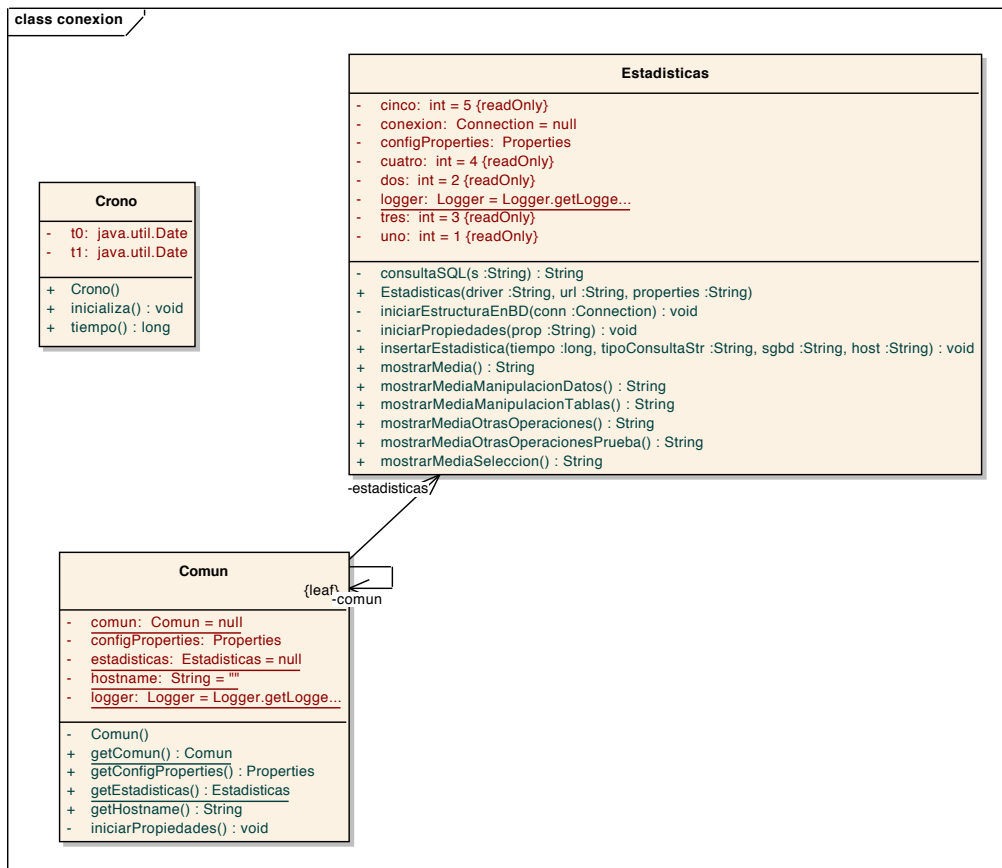 class conexion
Estadisticas
- cinco: int = 5 {readOnly}
- conexion: Connection = null
- configProperties: Properties
- cuatro: int = 4 {readOnly}
- dos: int = 2 {readOnly}
- logger: Logger = Logger.getLogge...
- tres: int = 3 {readOnly}
- uno: int = 1 {readOnly}
- consultaSQL(s :String) : String
+ Estadisticas(driver :String, url :String, properties :String)
- iniciarEstructuraEnBD(conn :Connection) : void
- iniciarPropiedades(prop :String) : void
+ insertarEstadistica(tiempo :long, tipoConsultaStr :String, sgbd :String, host :String) : void
+ mostrarMedia() : String
+ mostrarMediaManipulacionDatos() : String
+ mostrarMediaManipulacionTablas() : String
+ mostrarMediaOtrasOperaciones() : String
+ mostrarMediaOtrasOperacionesPrueba() : String
+ mostrarMediaSeleccion() : String
Crono
- t0: java.util.Date
- t1: java.util.Date
+ Crono()
+ inicializa() : void
+ tiempo() : long
-estadisticas
Comun
{leaf}
-comun
- comun: Comun = null
- configProperties: Properties
- estadisticas: Estadisticas = null
- hostname: String = ""
- logger: Logger = Logger.getLogge...
- Comun()
+ getComun() : Comun
+ getConfigProperties() : Properties
+ getEstadisticas() : Estadisticas
+ getHostname() : String
- iniciarPropiedades() : void